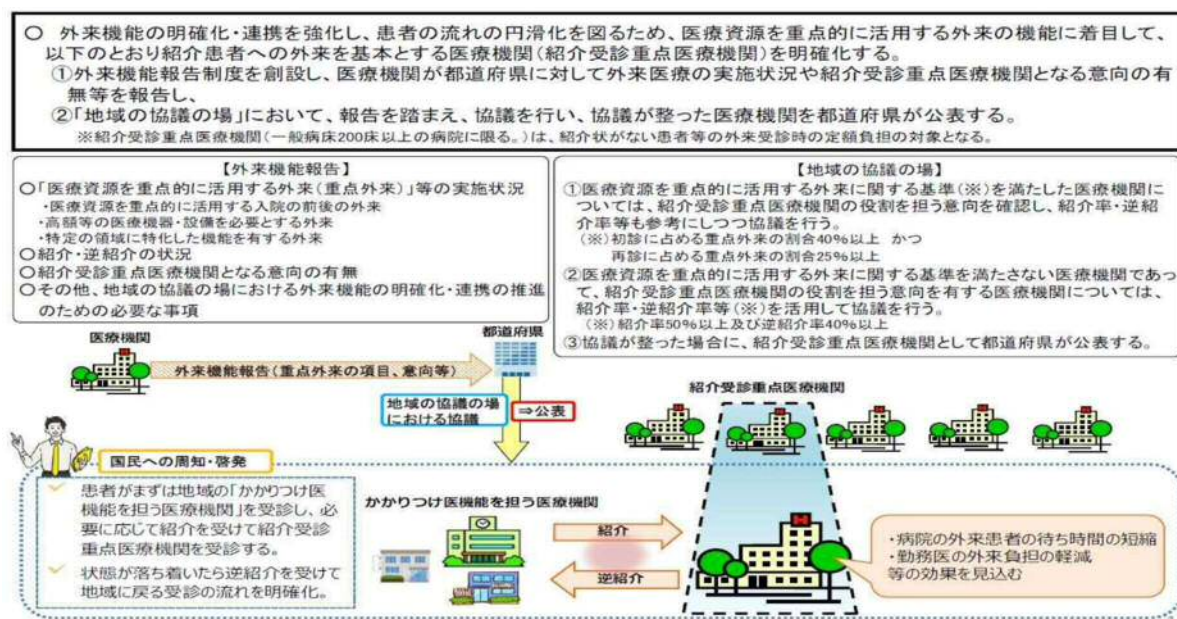 ○ 外来機能の明確化・連携を強化し、患者の流れの円滑化を図るため、医療資源を重点的に活用する外来の機能に着目して、
以下のとおり紹介患者への外来を基本とする医療機関(紹介受診重点医療機関)を明確化する。
①外来機能報告制度を創設し、医療機関が都道府県に対して外来医療の実施状況や紹介受診重点医療機関となる意向の有
無等を報告し、
②「地域の協議の場」において、報告を踏まえ、協議を行い、協議が整った医療機関を都道府県が公表する。
※紹介受診重点医療機関(一般病床200床以上の病院に限る。)は、紹介状がない患者等の外来受診時の定額負担の対象となる。
【外来機能報告】
○「医療資源を重点的に活用する外来(重点外来)」等の実施状況
・医療資源を重点的に活用する入院の前後の外来
・高額等の医療機器・設備を必要とする外来
・特定の領域に特化した機能を有する外来
○紹介・逆紹介の状況
○紹介受診重点医療機関となる意向の有無
○その他、地域の協議の場における外来機能の明確化・連携の推進
のための必要な事項
【地域の協議の場】
①医療資源を重点的に活用する外来に関する基準(※)を満たした医療機関に
ついては、紹介受診重点医療機関の役割を担う意向を確認し、紹介率・逆紹
介率等も参考にしつつ協議を行う。
(※)初診に占める重点外来の割合40%以上 かつ
再診に占める重点外来の割合25%以上
②医療資源を重点的に活用する外来に関する基準を満たさない医療機関であっ
て、紹介受診重点医療機関の役割を担う意向を有する医療機関については、
紹介率・逆紹介率等(※)を活用して協議を行う。
(※)紹介率50%以上及び逆紹介率40%以上
③協議が整った場合に、紹介受診重点医療機関として都道府県が公表する。
医療機関
都道府県
外来機能報告(重点外来の項目、意向等)
地域の協議の場
における協議
⇒公表
紹介受診重点医療機関
国民への周知・啓発
患者がまずは地域の「かかりつけ医
機能を担う医療機関」を受診し、必
要に応じて紹介を受けて紹介受診
重点医療機関を受診する。
状態が落ち着いたら逆紹介を受けて
地域に戻る受診の流れを明確化。
かかりつけ医機能を担う医療機関
紹介
逆紹介
・病院の外来患者の待ち時間の短縮
・勤務医の外来負担の軽減
等の効果を見込む